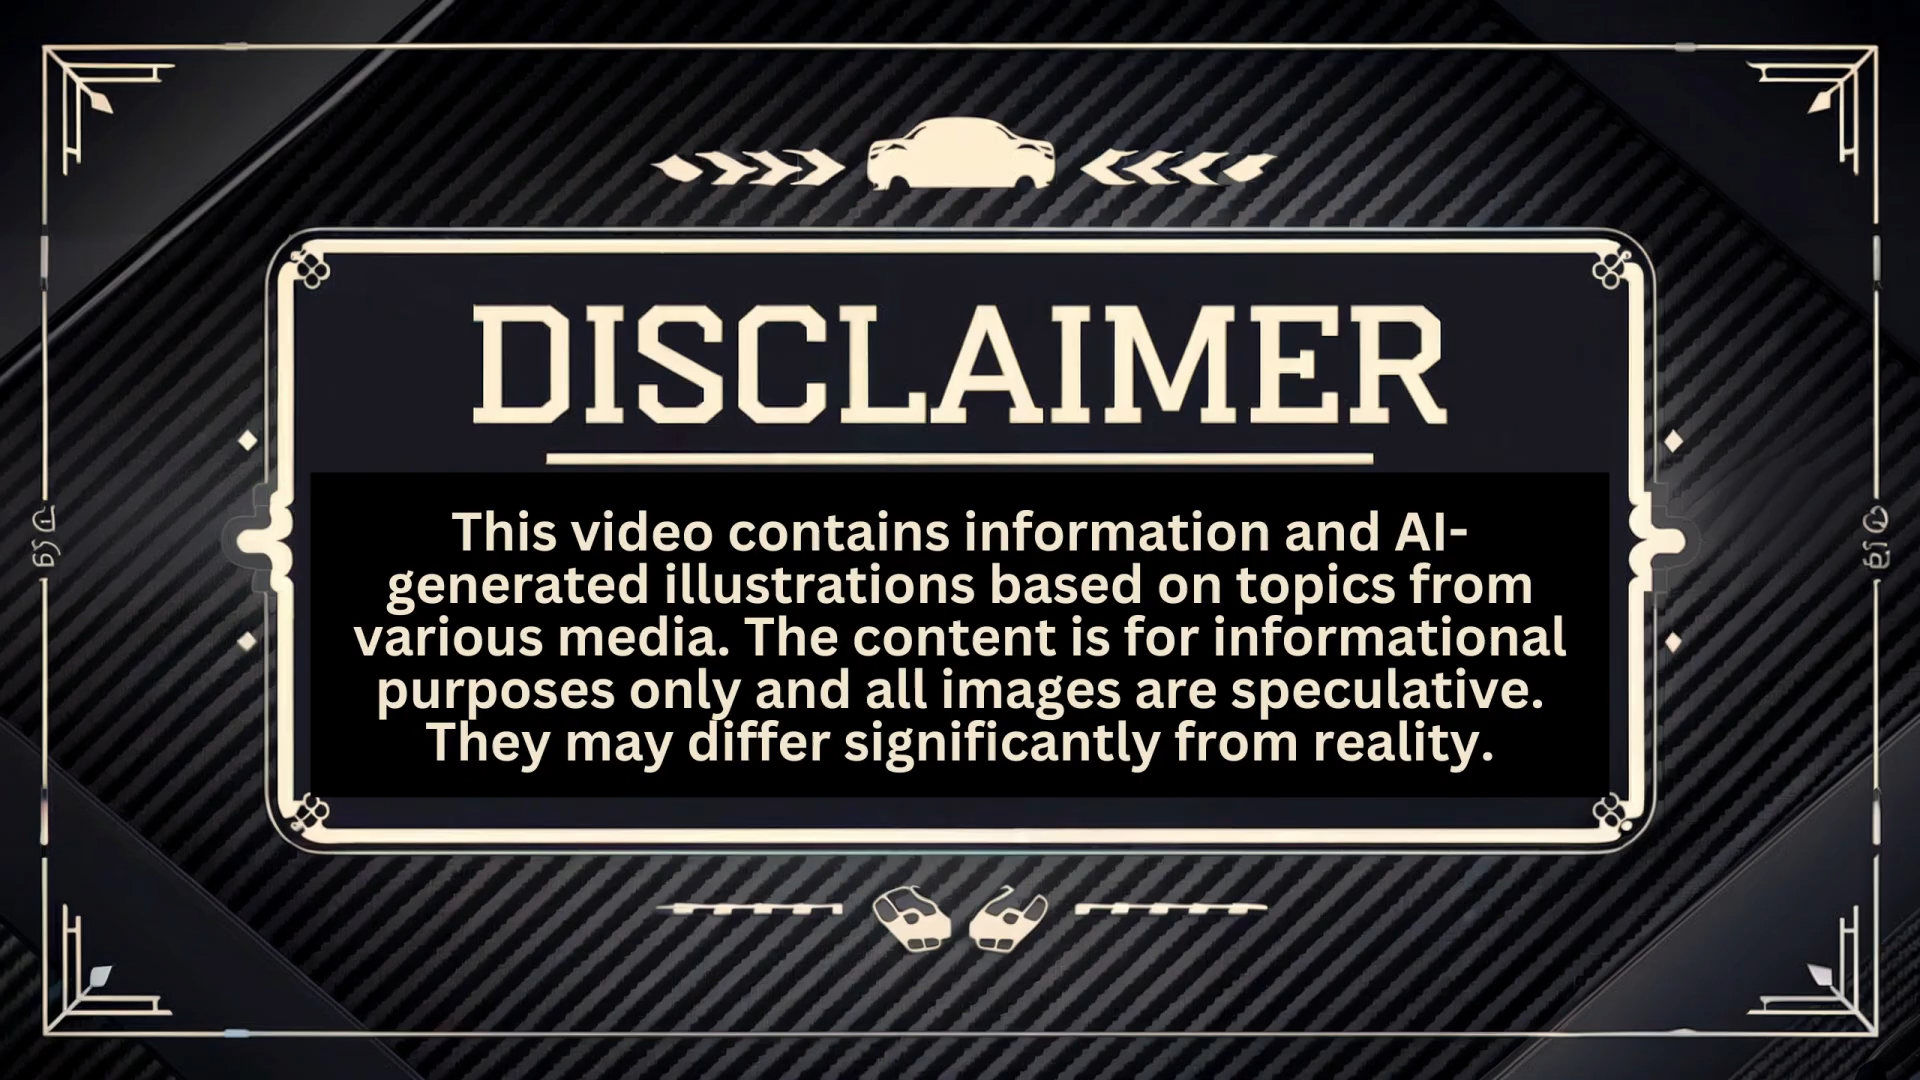 DISCLAIMER
This video contains information and AI-
generated illustrations based on topics from
various media. The content is for informational
purposes only and all images are speculative.
They may differ significantly from reality.